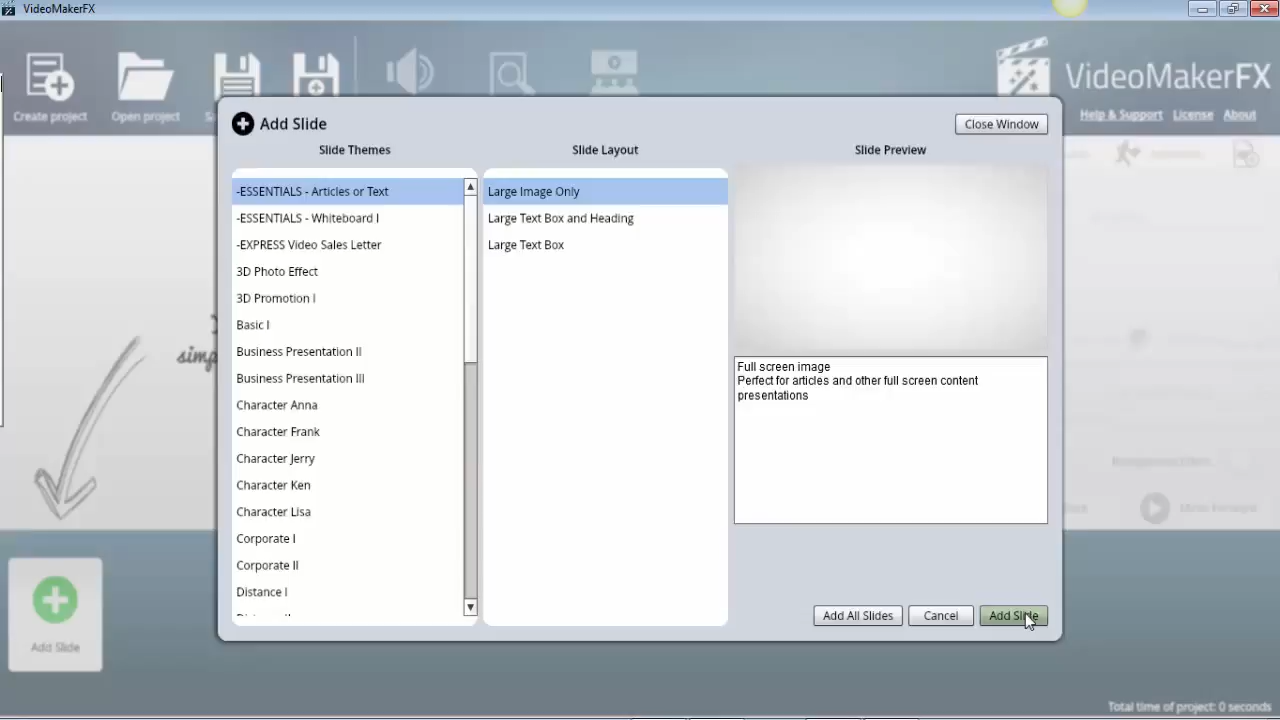 VideoMakerFX
Create project
Open project
VideoMakerFX
Help & Support License About
Add Slide
Close Window
Slide Themes
Slide Layout
Slide Preview
-ESSENTIALS - Articles or Text
-ESSENTIALS - Whiteboard I
-EXPRESS Video Sales Letter
3D Photo Effect
3D Promotion I
Basic I
Business Presentation II
Business Presentation III
Character Anna
Character Frank
Character Jerry
Character Ken
Character Lisa
Corporate I
Corporate II
Distance I
Large Image Only
Large Text Box and Heading
Large Text Box
Full screen image
Perfect for articles and other full screen content
presentations
Add All Slides
Cancel
Add Slide
Add Slide
Total time of project: 0 seconds